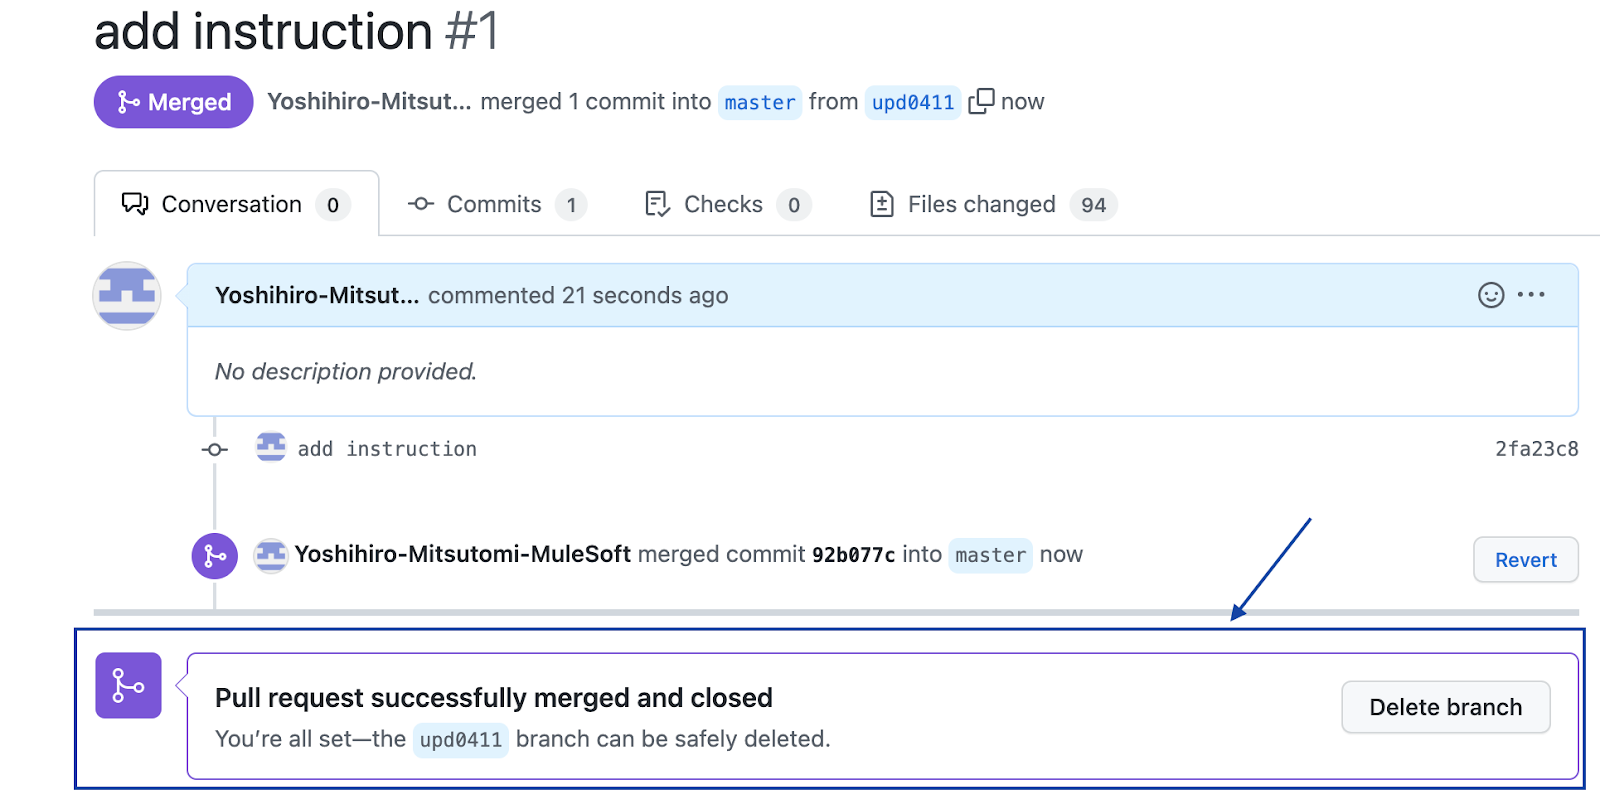 add instruction #1
Merged Yoshihiro-Mitsut... merged 1 commit into master from upd0411 now
Conversation 0 Commits 1 Checks 0 Files changed 94
Yoshihiro-Mitsut... commented 21 seconds ago
No description provided.
add instruction 2fa23c8
Yoshihiro-Mitsutomi-MuleSoft merged commit 92b077c into master now Revert
Pull request successfully merged and closed
You’re all set—the upd0411 branch can be safely deleted.
Delete branch